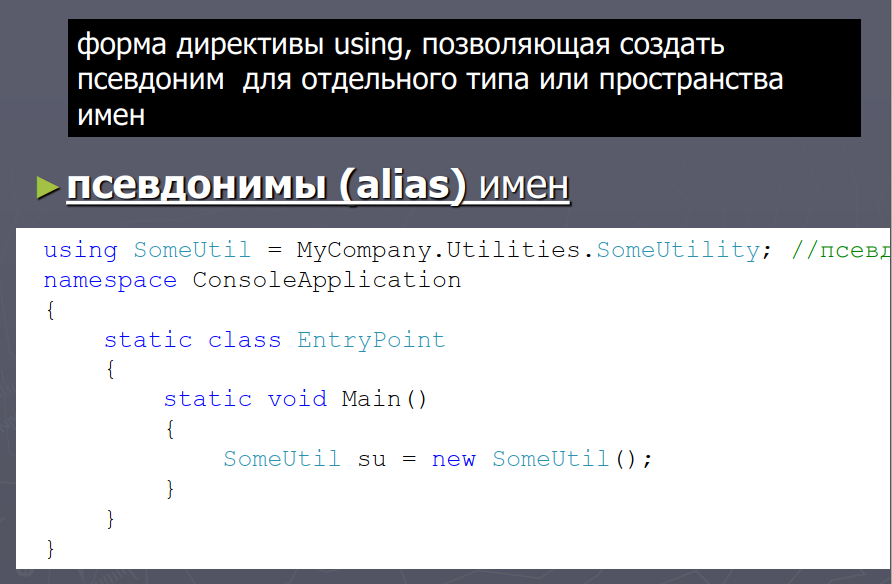 форма директивы using, позволяющая создать
псевдоним для отдельного типа или пространства
имен
псевдонимы (alias) имен
using SomeUtil = MyCompany.Utilities.SomeUtility; //псевд
namespace ConsoleApplication
{
    static class EntryPoint
    {
        static void Main()
        {
            SomeUtil su = new SomeUtil();
        }
    }
}